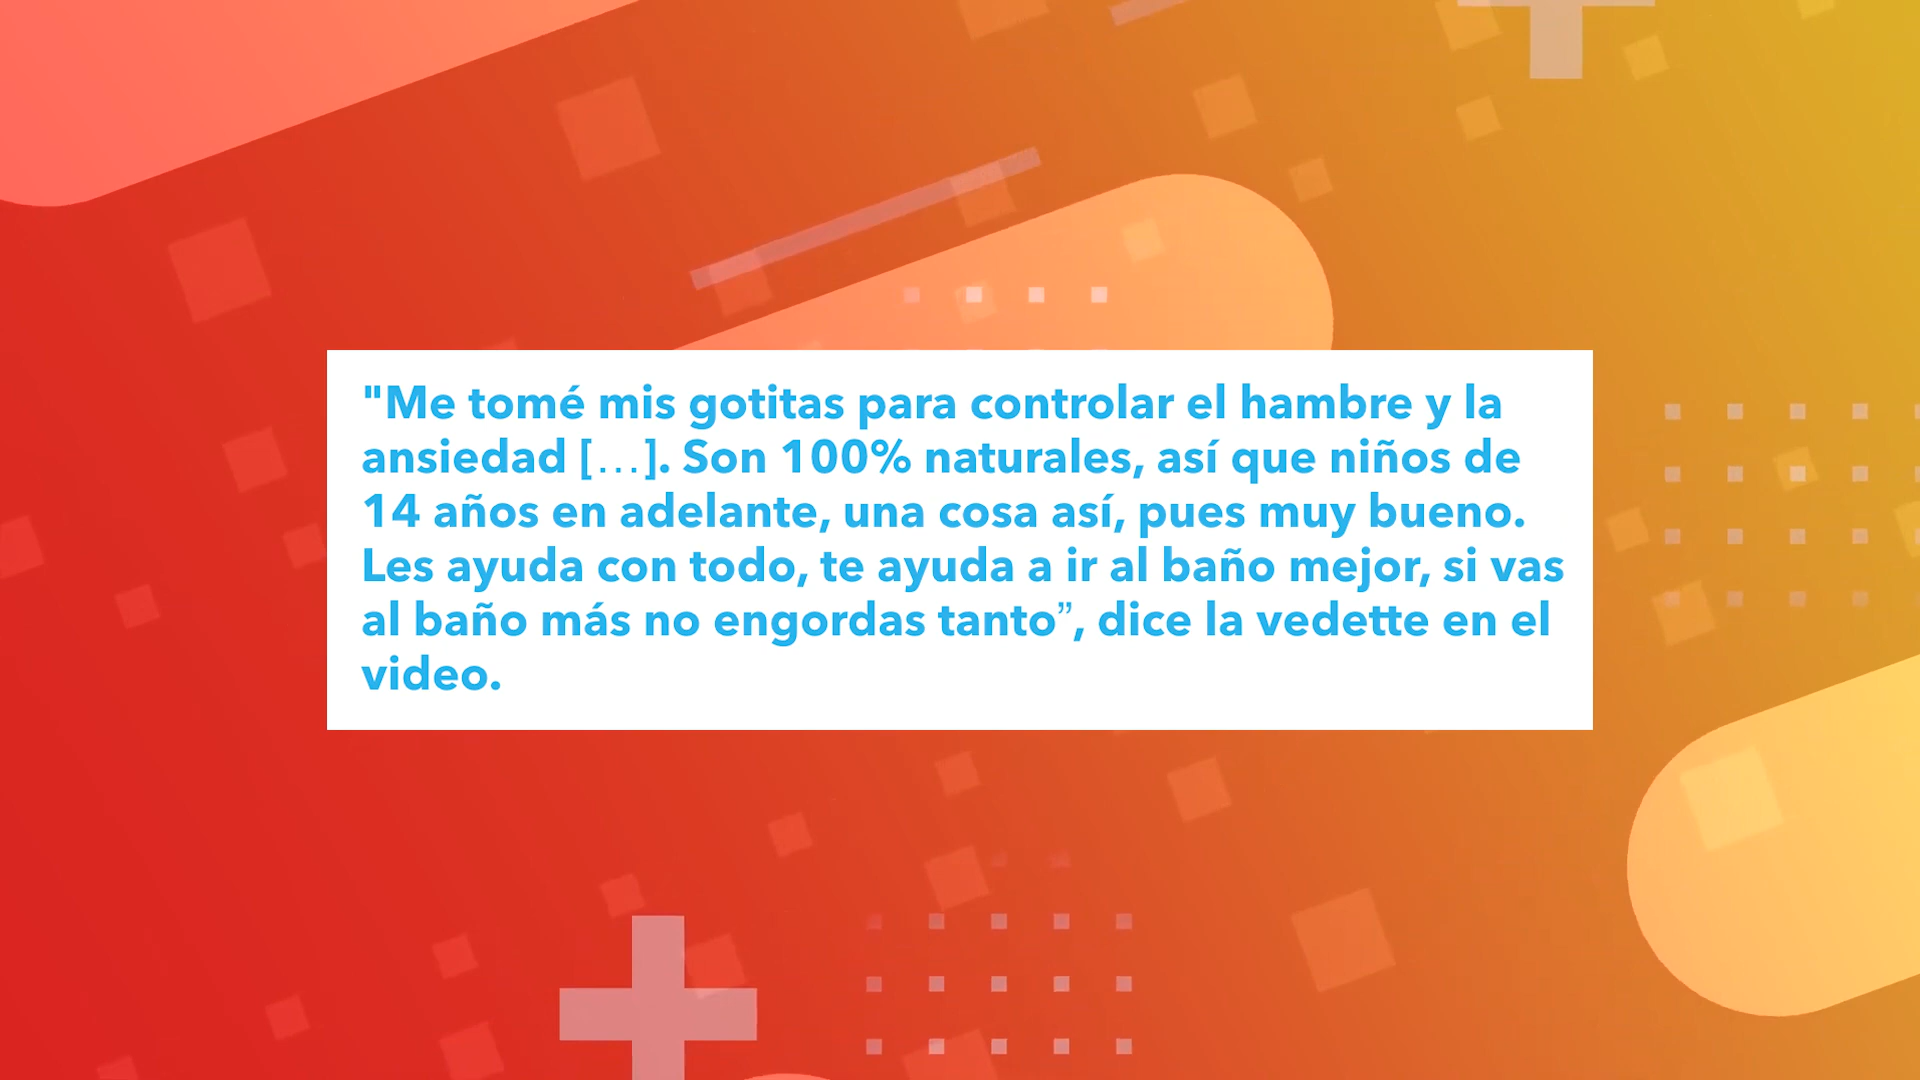 "Me tomé mis gotitas para controlar el hambre y la
ansiedad […]. Son 100% naturales, así que niños de
14 años en adelante, una cosa así, pues muy bueno.
Les ayuda con todo, te ayuda a ir al baño mejor, si vas
al baño más no engordas tanto”, dice la vedette en el
video.